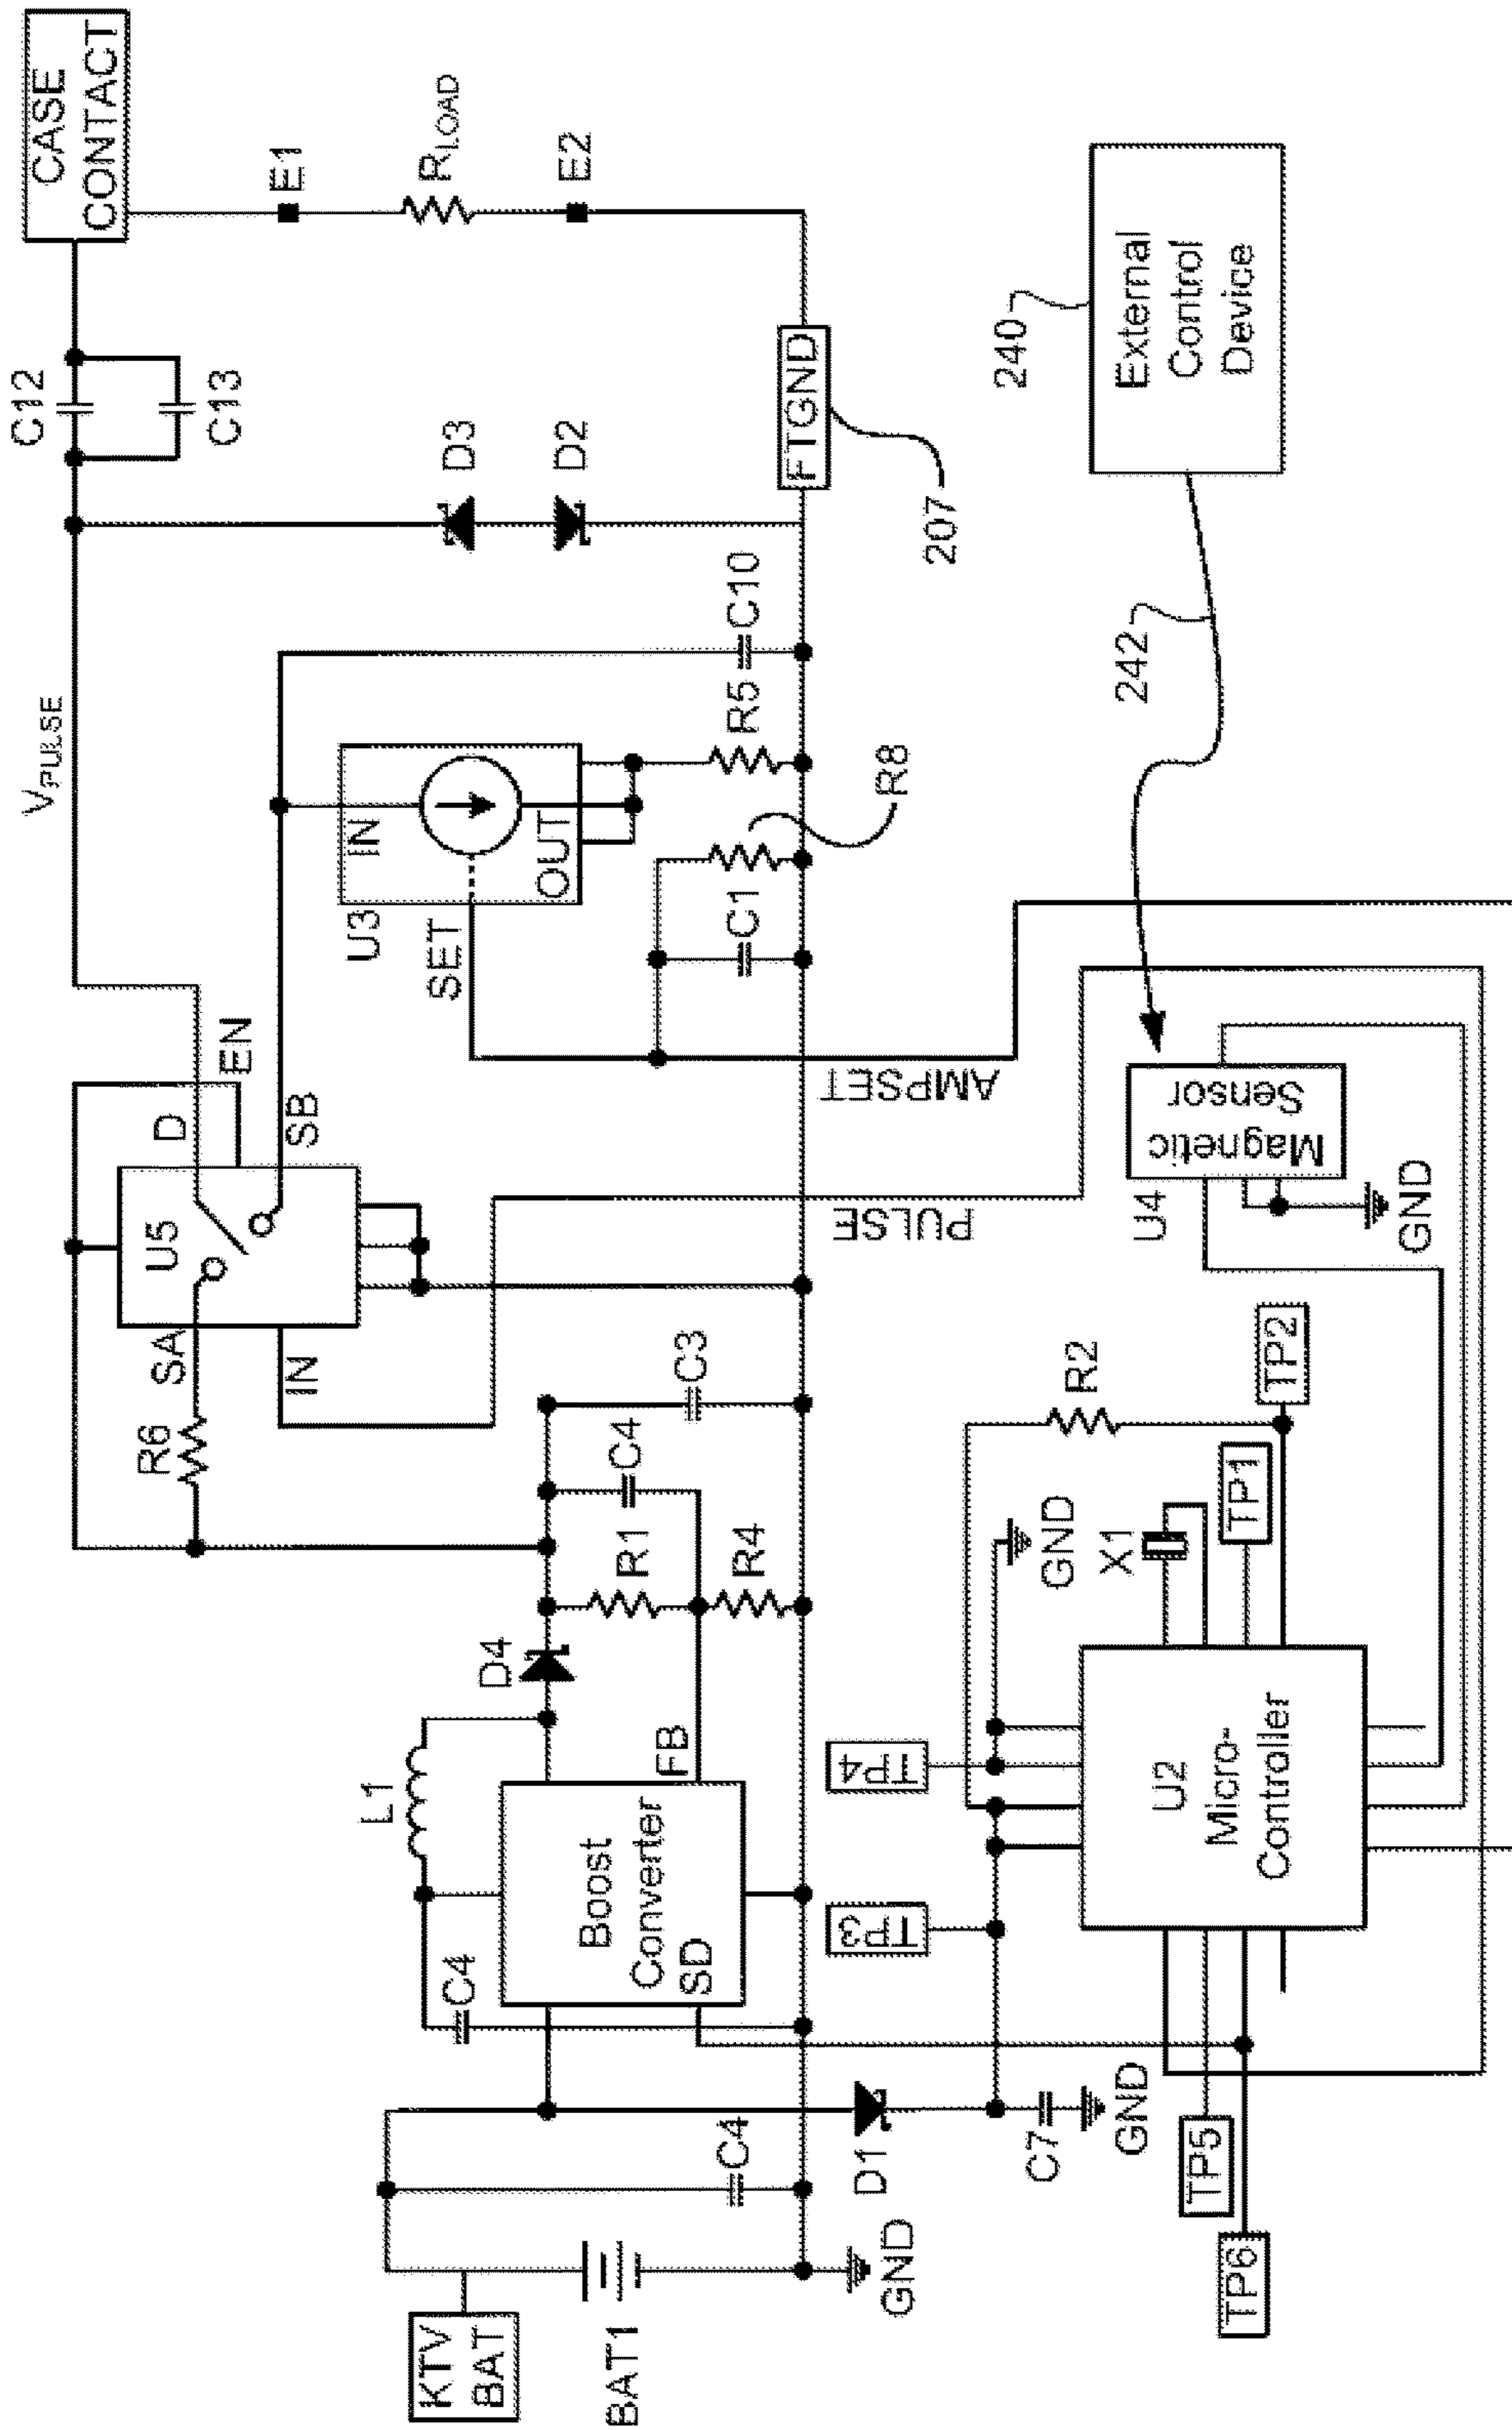 CASE
CONTACT
C12
C13
E1
RLOAD
E2
VPULSE
D3
D2
FTGND
207
C10
R5
R8
C1
U3
IN
OUT
SET
AMPSET
EN
D
SB
U5
SA
IN
R6
PULSE
C3
C4
R1
R4
D4
L1
FB
Boost
Converter
SD
C4
C4
KTV
BAT
BAT1
GND
D1
C7
GND
240
External
Control
Device
242
Magnetic
Sensor
U4
GND
R2
TP2
GND
X1
TP1
TP4
TP3
U2
Micro-
Controller
TP5
TP6